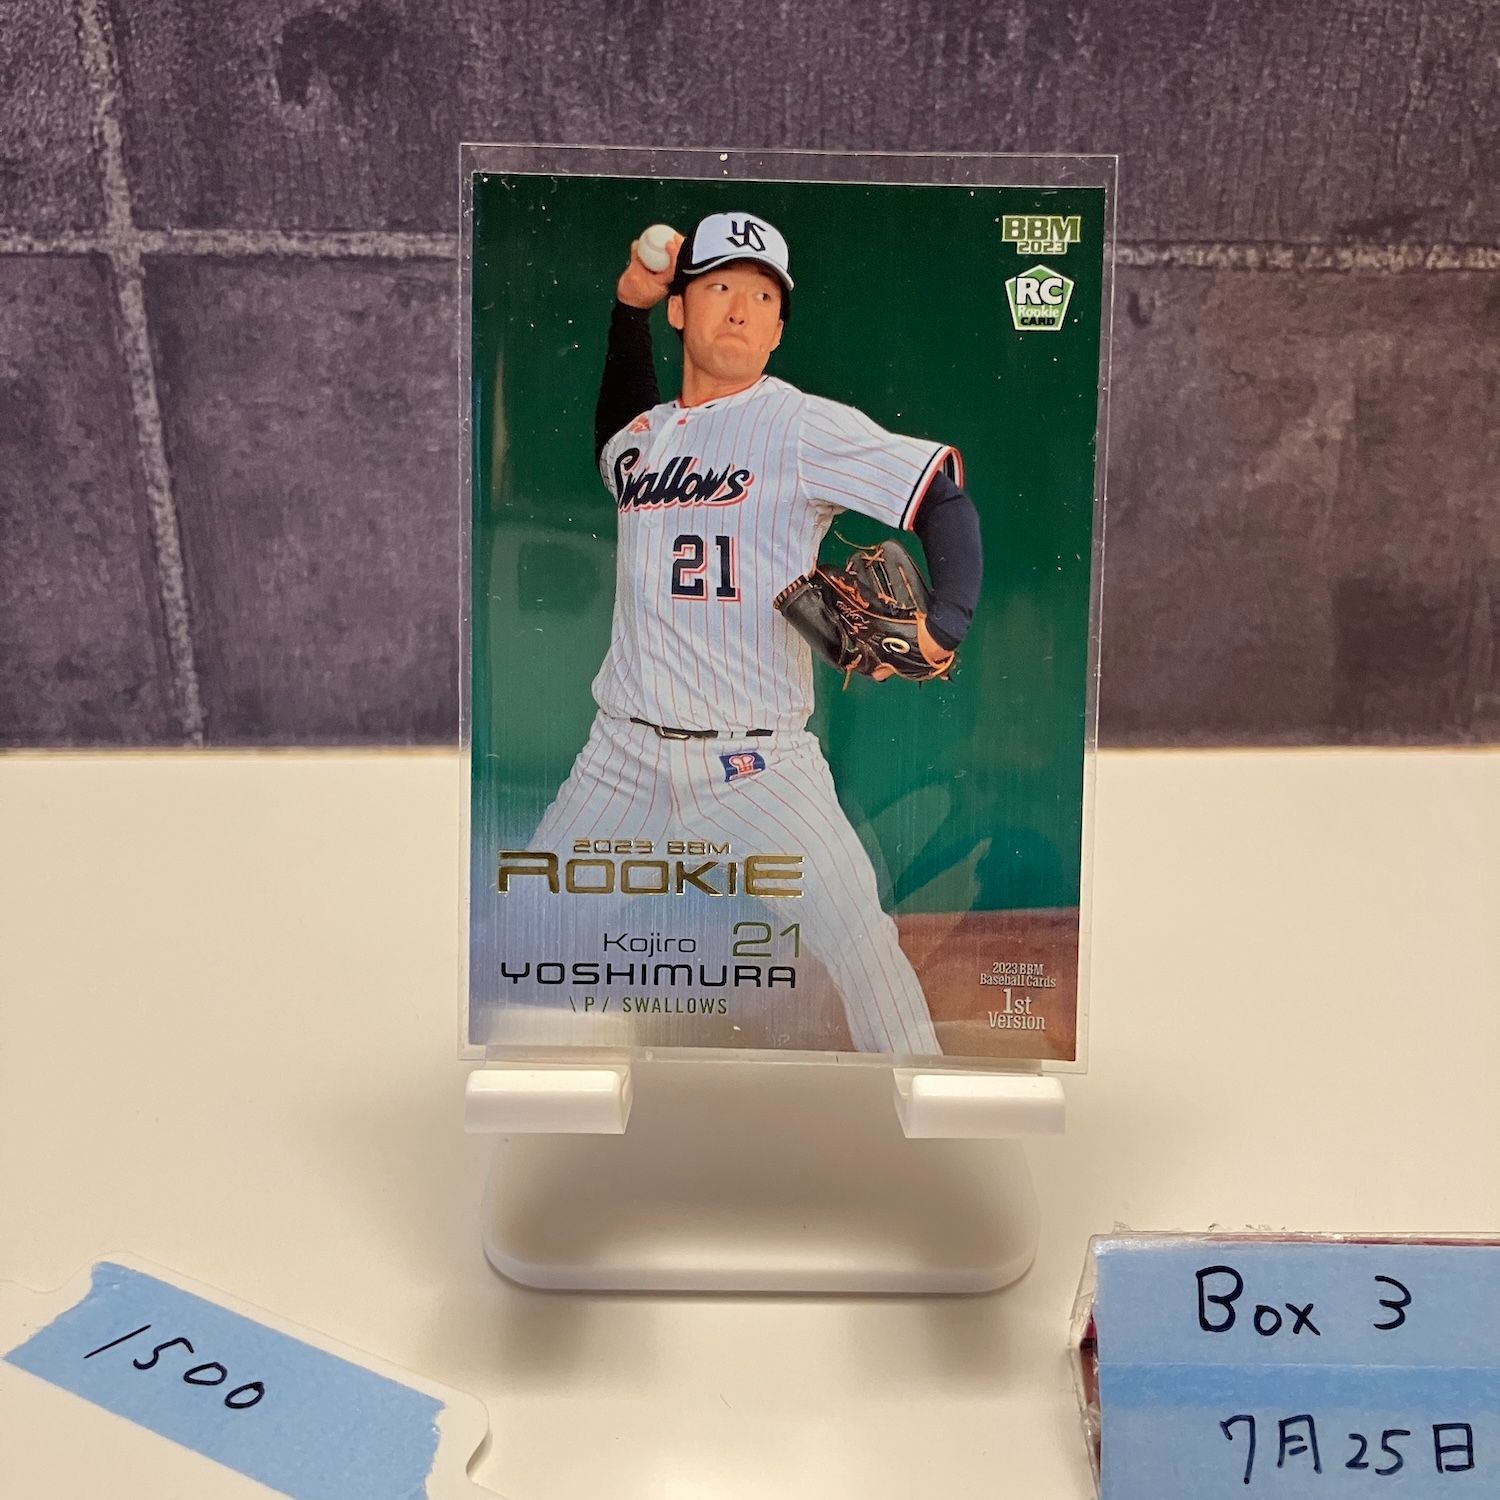 YS
BBM
2023
RC
Rookie
CARD
Swallows
21
2023 BBM
ROOKIE
Kojiro 21
YOSHIMURA
\P/ SWALLOWS
2023 BBM
Baseball Cards
1st
Version
1500
Box 3
7月25日